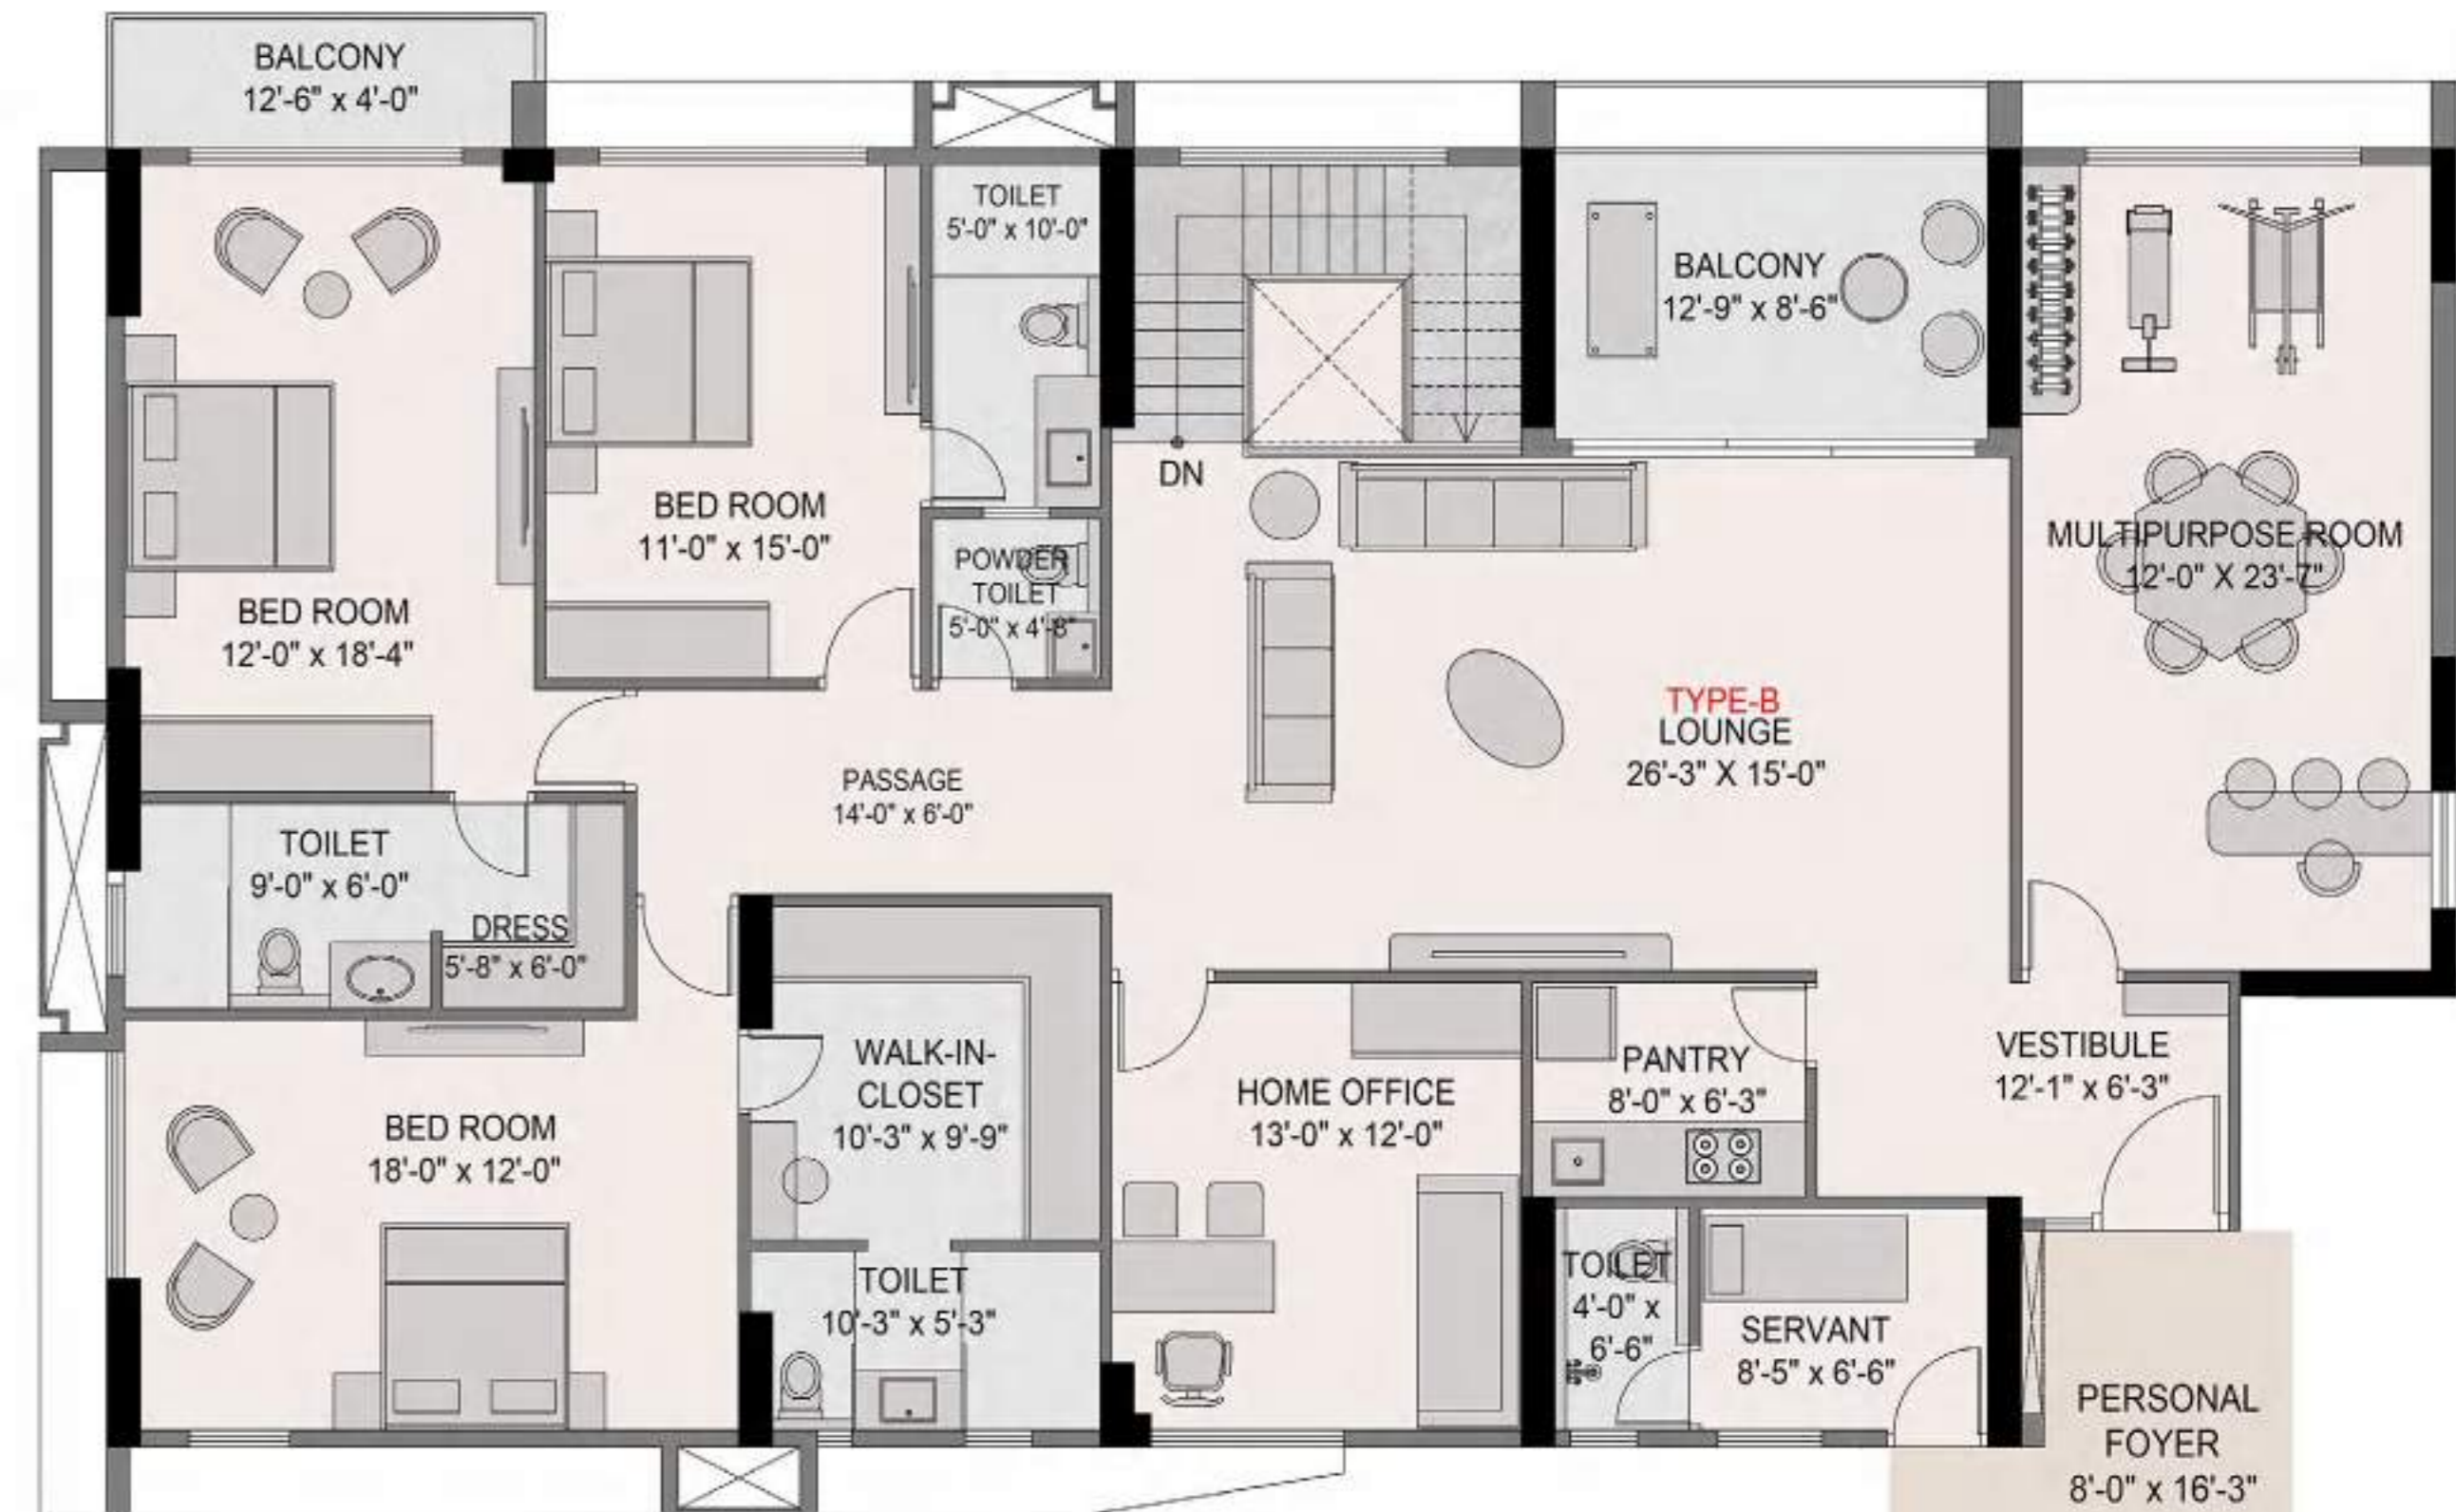 BALCONY
12'-6" x 4'-0"
TOILET
5'-0" x 10'-0"
BALCONY
12'-9" x 8'-6"
DN
BED ROOM
11'-0" x 15'-0"
MULTIPURPOSE ROOM
12'-0" X 23'-7"
POWDER
TOILET
5'-0" x 4'-8"
BED ROOM
12'-0" x 18'-4"
TYPE-B
LOUNGE
26'-3" X 15'-0"
PASSAGE
14'-0" x 6'-0"
TOILET
9'-0" x 6'-0"
DRESS
5'-8" x 6'-0"
WALK-IN-
CLOSET
10'-3" x 9'-9"
HOME OFFICE
13'-0" x 12'-0"
PANTRY
8'-0" x 6'-3"
VESTIBULE
12'-1" x 6'-3"
BED ROOM
18'-0" x 12'-0"
TOILET
10'-3" x 5'-3"
TOILET
4'-0" x
6'-6"
SERVANT
8'-5" x 6'-6"
PERSONAL
FOYER
8'-0" x 16'-3"